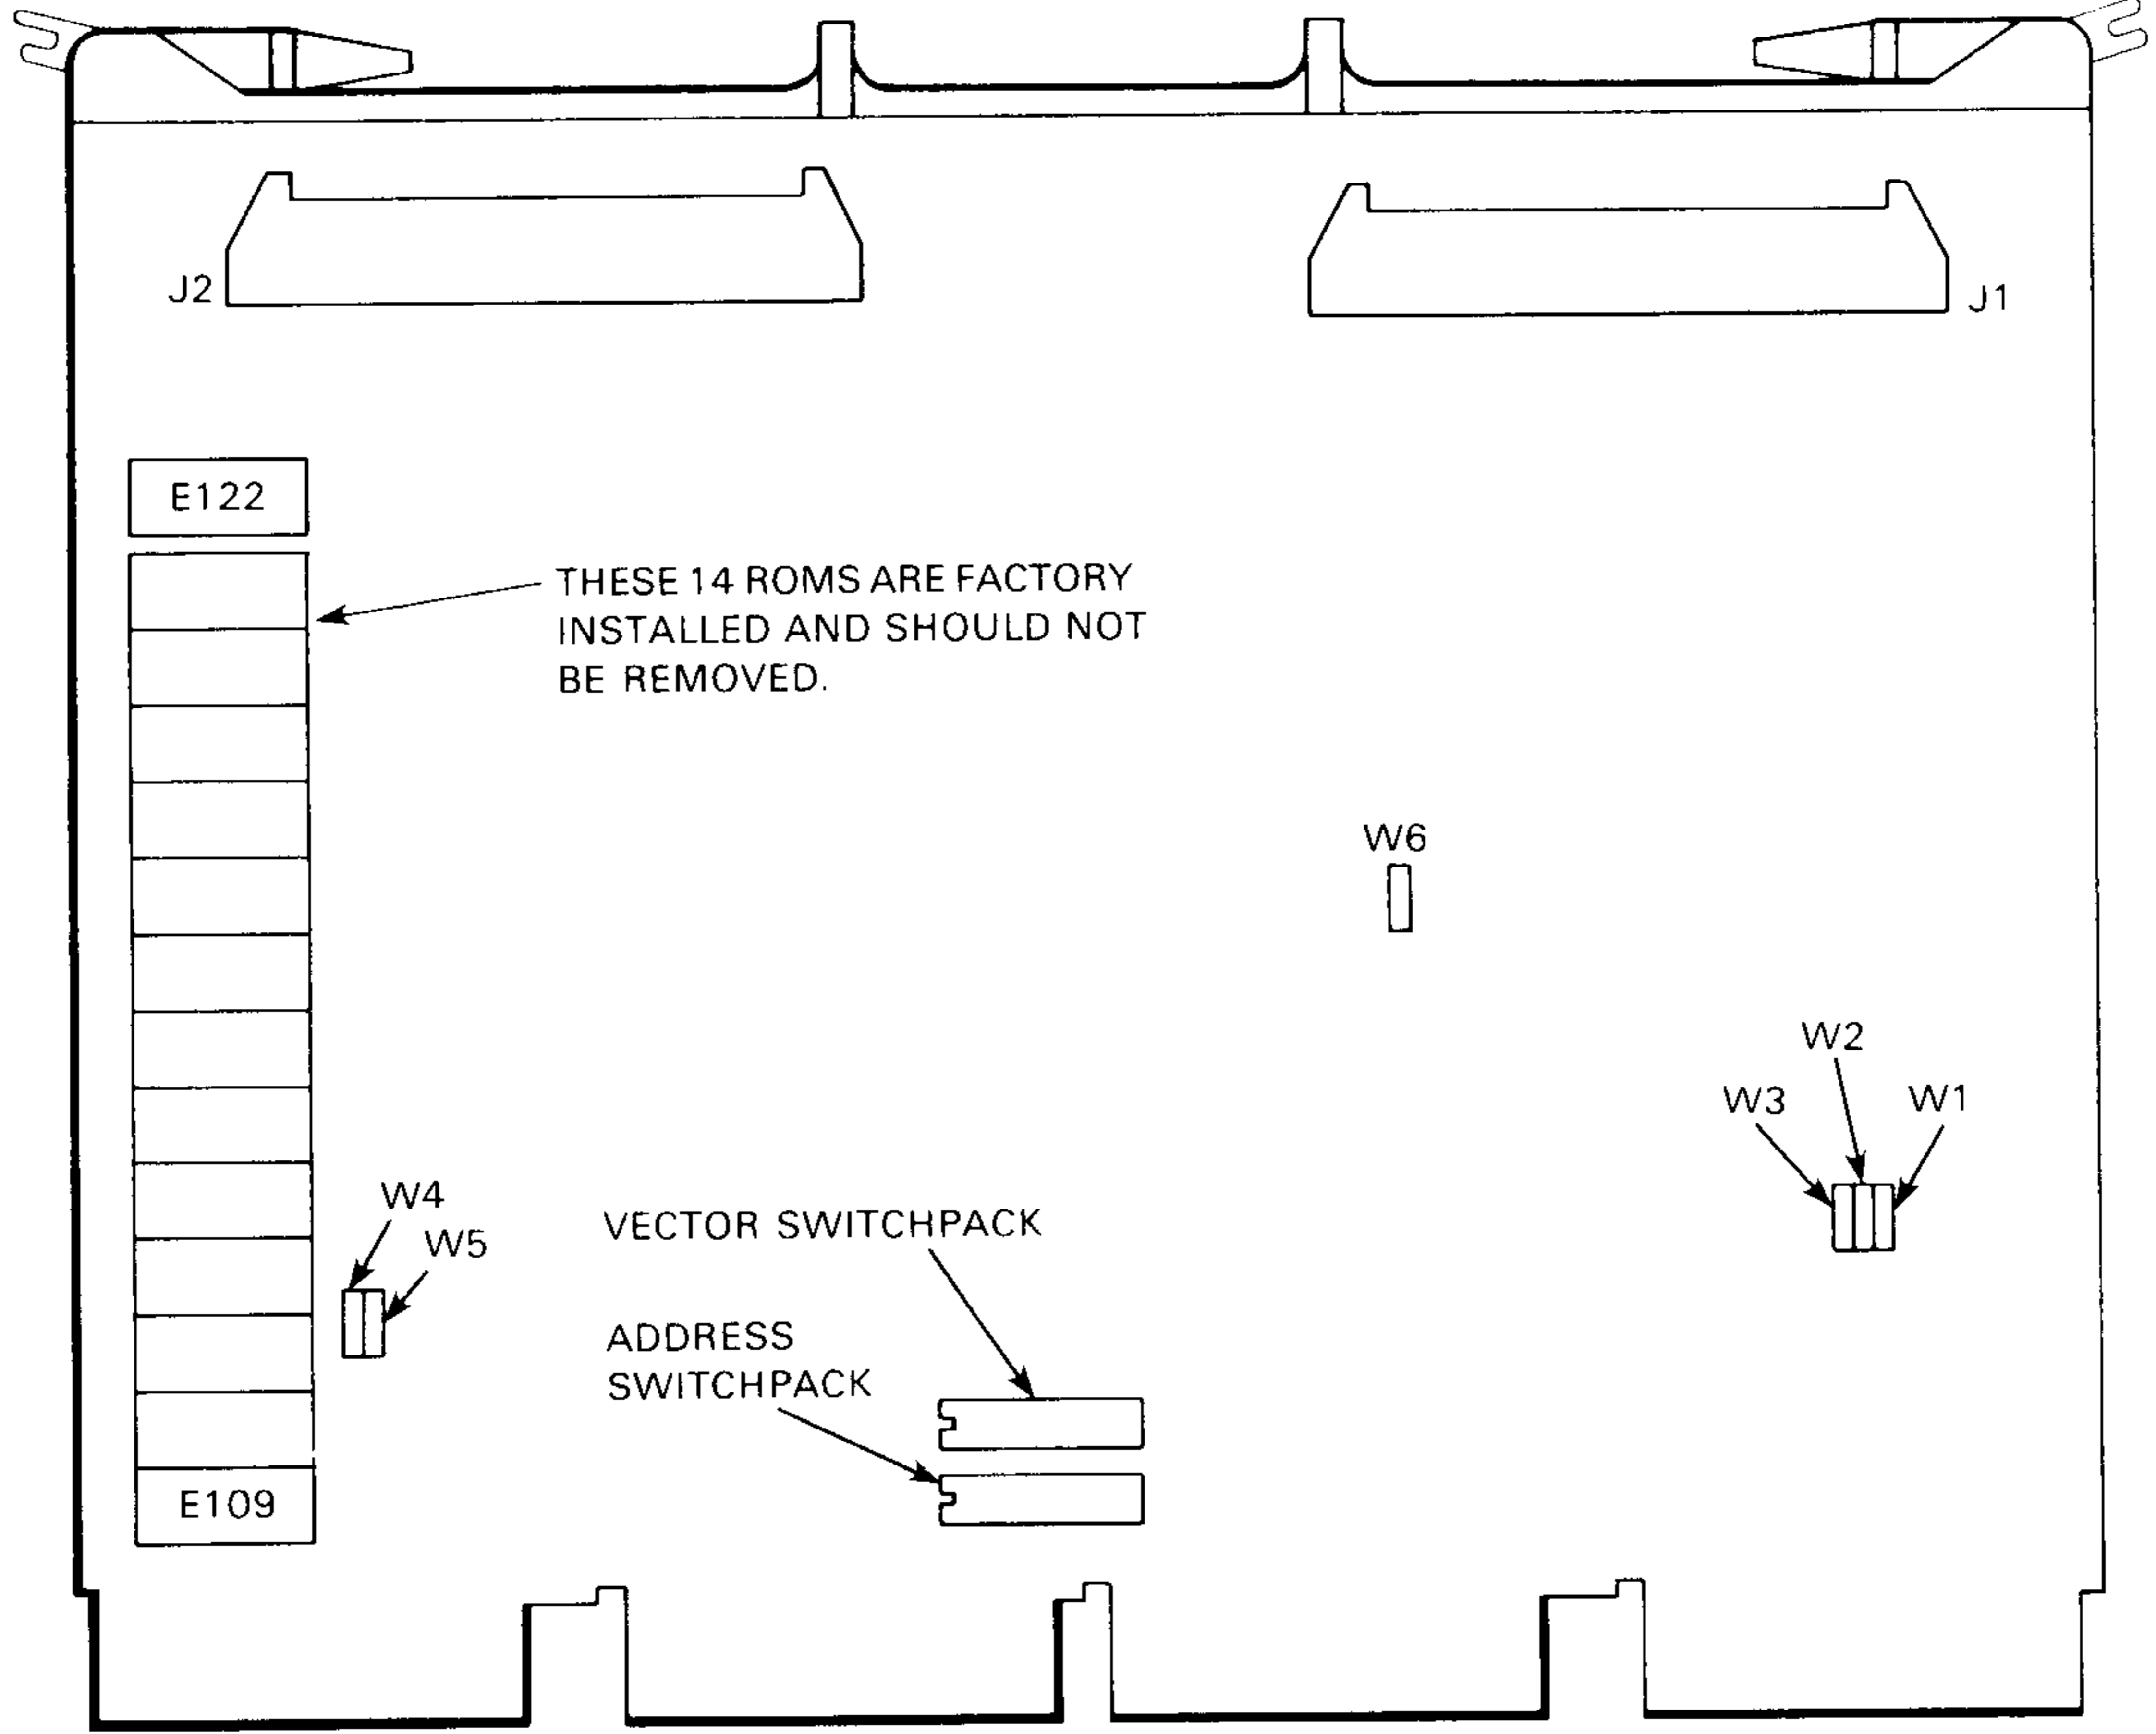 J2
J1
E122
THESE 14 ROMS ARE FACTORY
INSTALLED AND SHOULD NOT
BE REMOVED.
W6
W2
W3
W1
W4
W5
VECTOR SWITCHPACK
ADDRESS
SWITCHPACK
E109